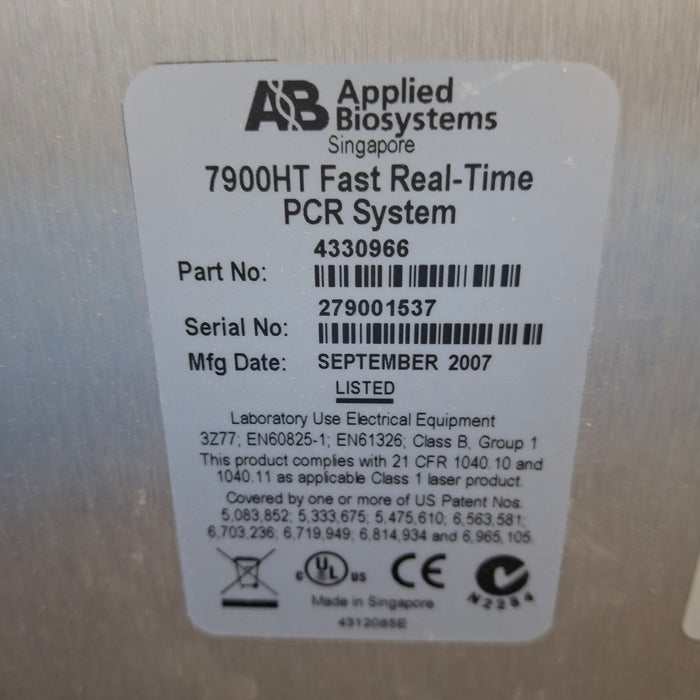 AB Applied
Biosystems
Singapore
7900HT Fast Real-Time
PCR System
4330966
Part No:
279001537
Serial No:
Mfg Date: SEPTEMBER 2007
LISTED
Laboratory Use Electrical Equipment
3Z77; EN60825-1; EN61326; Class B, Group 1
This product complies with 21 CFR 1040.10 and
1040.11 as applicable Class 1 laser product.
Covered by one or more of US Patent Nos.
5,083,852; 5,333,675; 5,475,610; 6,563,581;
6,703,236; 6,719,949; 6,814,934 and 6,965,105.
c UL us CE N2284
Made in Singapore
4312085E